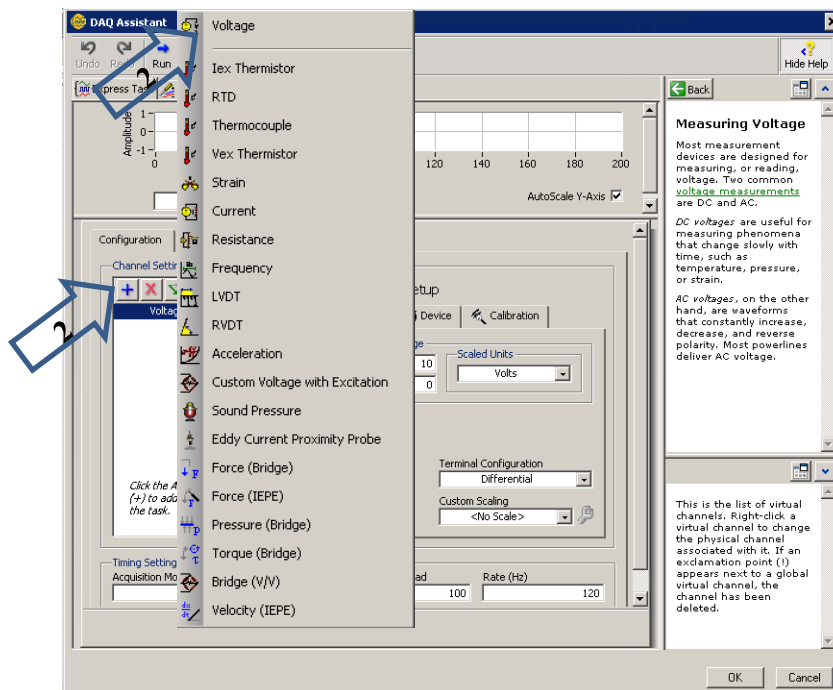 DAQ Assistant
Undo Redo Run
Hide Help
Express Tas
Back
Voltage
Iex Thermistor
RTD
Thermocouple
Vex Thermistor
Strain
Current
Resistance
Frequency
LVDT
RVDT
Acceleration
Custom Voltage with Excitation
Sound Pressure
Eddy Current Proximity Probe
Force (Bridge)
Force (IEPE)
Pressure (Bridge)
Torque (Bridge)
Bridge (V/V)
Velocity (IEPE)
2
Amplitude
1
0
-1
0
120 140 160 180 200
AutoScale Y-Axis
Configuration
Channel Settin
2
Voltag
Click the A
(+) to add
the task.
etup
Device
Calibration
ge
10
0
Scaled Units
Volts
Terminal Configuration
Differential
Custom Scaling
<No Scale>
Timing Setting
Acquisition Mo
ad
100
Rate (Hz)
120
Measuring Voltage
Most measurement
devices are designed for
measuring, or reading,
voltage. Two common
voltage measurements
are DC and AC.
DC voltages are useful for
measuring phenomena
that change slowly with
time, such as
temperature, pressure,
or strain.
AC voltages, on the other
hand, are waveforms
that constantly increase,
decrease, and reverse
polarity. Most powerlines
deliver AC voltage.
This is the list of virtual
channels. Right-click a
virtual channel to change
the physical channel
associated with it. If an
exclamation point (!)
appears next to a global
virtual channel, the
channel has been
deleted.
OK
Cancel